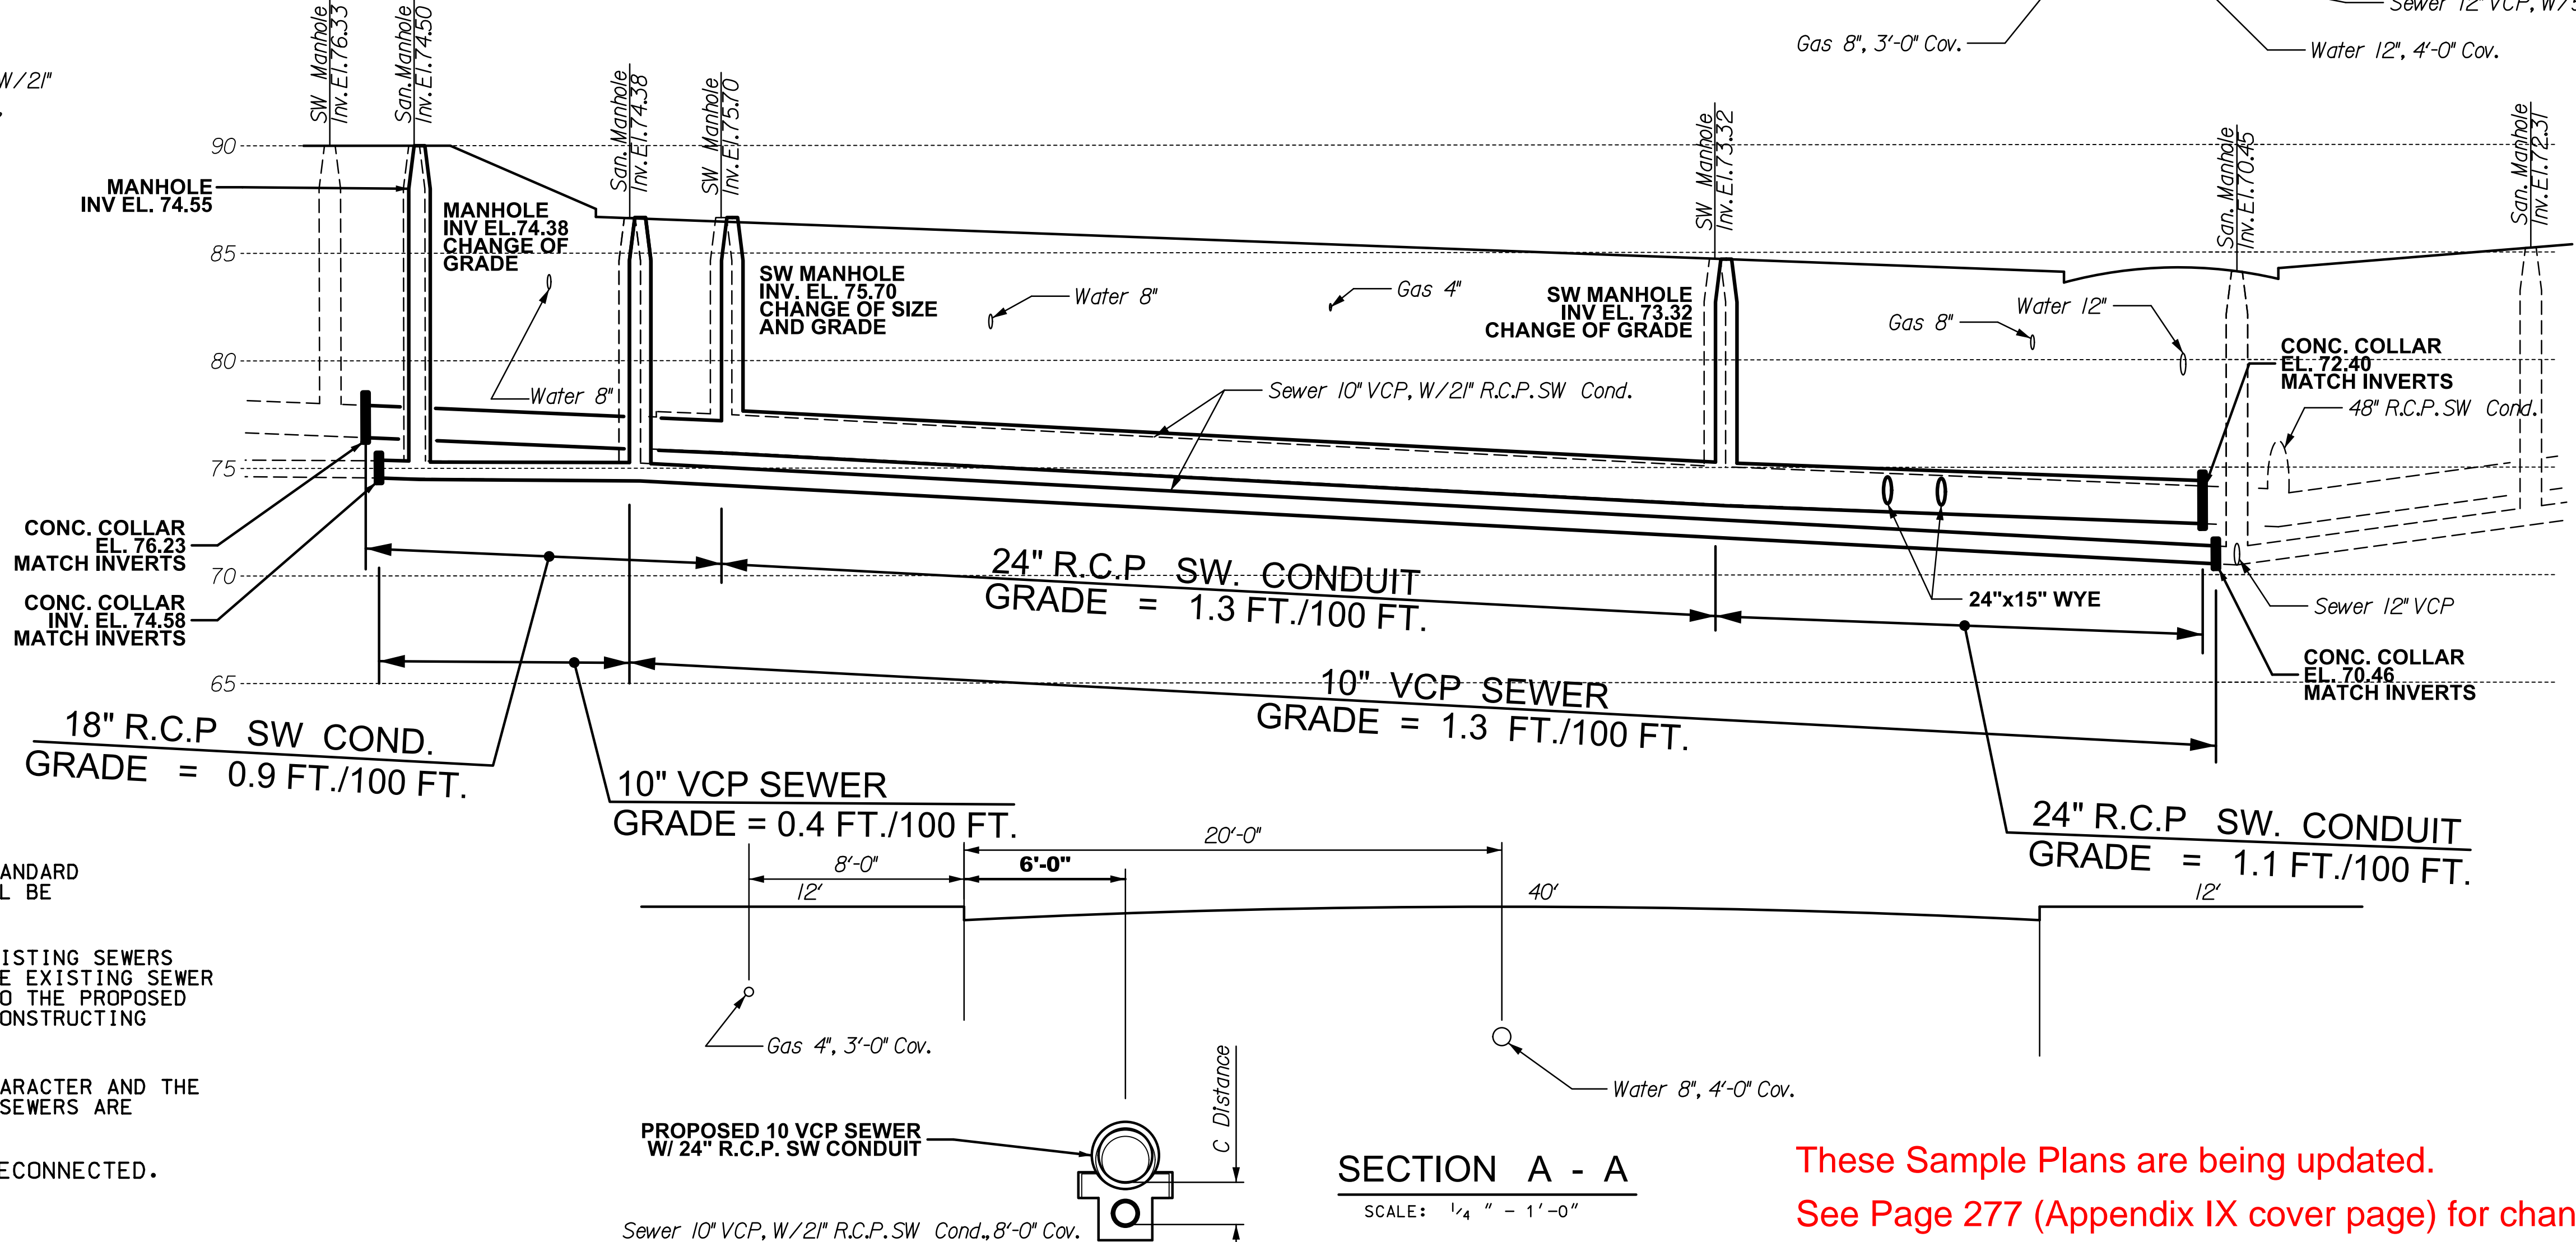 Sewer 12" VCP, W/
Gas 8", 3'-0" Cov.
Water 12", 4'-0" Cov.
W/21"
SW Manhole
Inv. El. 76.33
San. Manhole
Inv. El. 74.50
San. Manhole
Inv. El. 74.38
SW Manhole
Inv. El. 75.70
SW Manhole
Inv. El. 73.32
San. Manhole
Inv. El. 70.45
San. Manhole
Inv. El. 72.31
90
85
80
75
70
65
MANHOLE
INV EL. 74.55
MANHOLE
INV EL.74.38
CHANGE OF
GRADE
Water 8"
SW MANHOLE
INV. EL. 75.70
CHANGE OF SIZE
AND GRADE
Water 8"
Gas 4"
SW MANHOLE
INV EL. 73.32
CHANGE OF GRADE
Gas 8"
Water 12"
CONC. COLLAR
EL. 72.40
MATCH INVERTS
48" R.C.P. SW Cond.
Sewer 10" VCP, W/21" R.C.P. SW Cond.
CONC. COLLAR
EL. 76.23
MATCH INVERTS
CONC. COLLAR
INV. EL. 74.58
MATCH INVERTS
24" R.C.P SW. CONDUIT
GRADE = 1.3 FT./100 FT.
24"x15" WYE
Sewer 12" VCP
CONC. COLLAR
EL. 70.46
MATCH INVERTS
10" VCP SEWER
GRADE = 1.3 FT./100 FT.
18" R.C.P SW COND.
GRADE = 0.9 FT./100 FT.
10" VCP SEWER
GRADE = 0.4 FT./100 FT.
24" R.C.P SW. CONDUIT
GRADE = 1.1 FT./100 FT.
20'-0"
8'-0"
6'-0"
12'
40'
12'
ANDARD
L BE
ISTING SEWERS
E EXISTING SEWER
O THE PROPOSED
ONSTRUCTING
ARACTER AND THE
SEWERS ARE
ECONNECTED.
Gas 4", 3'-0" Cov.
Water 8", 4'-0" Cov.
C Distance
PROPOSED 10 VCP SEWER
W/ 24" R.C.P. SW CONDUIT
Sewer 10" VCP, W/21" R.C.P. SW Cond., 8'-0" Cov.
SECTION A - A
SCALE: 1/4 " - 1'-0"
These Sample Plans are being updated.
See Page 277 (Appendix IX cover page) for chan